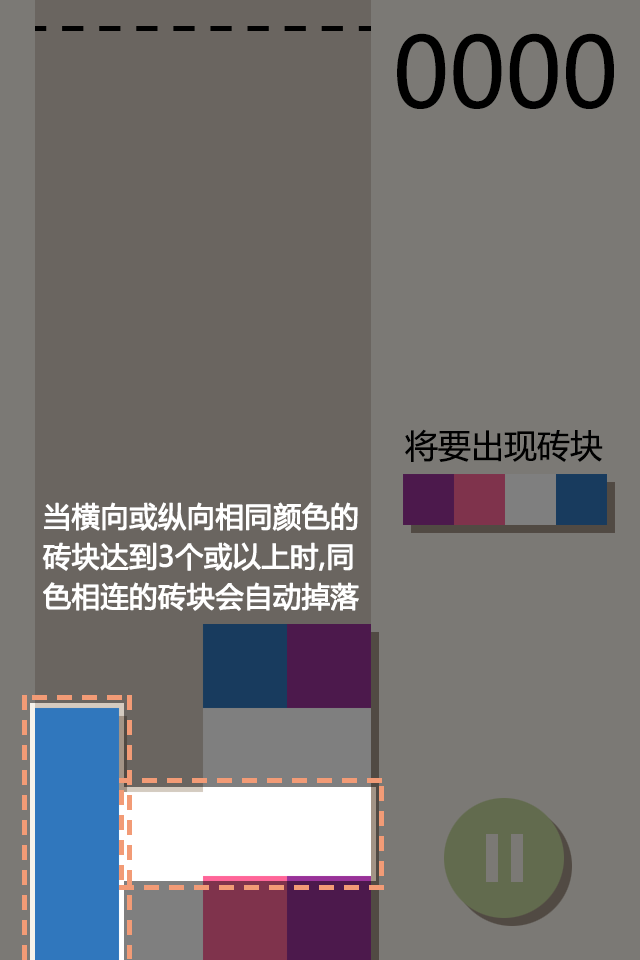 0000
将要出现砖块
当横向或纵向相同颜色的
砖块达到3个或以上时,同
色相连的砖块会自动掉落